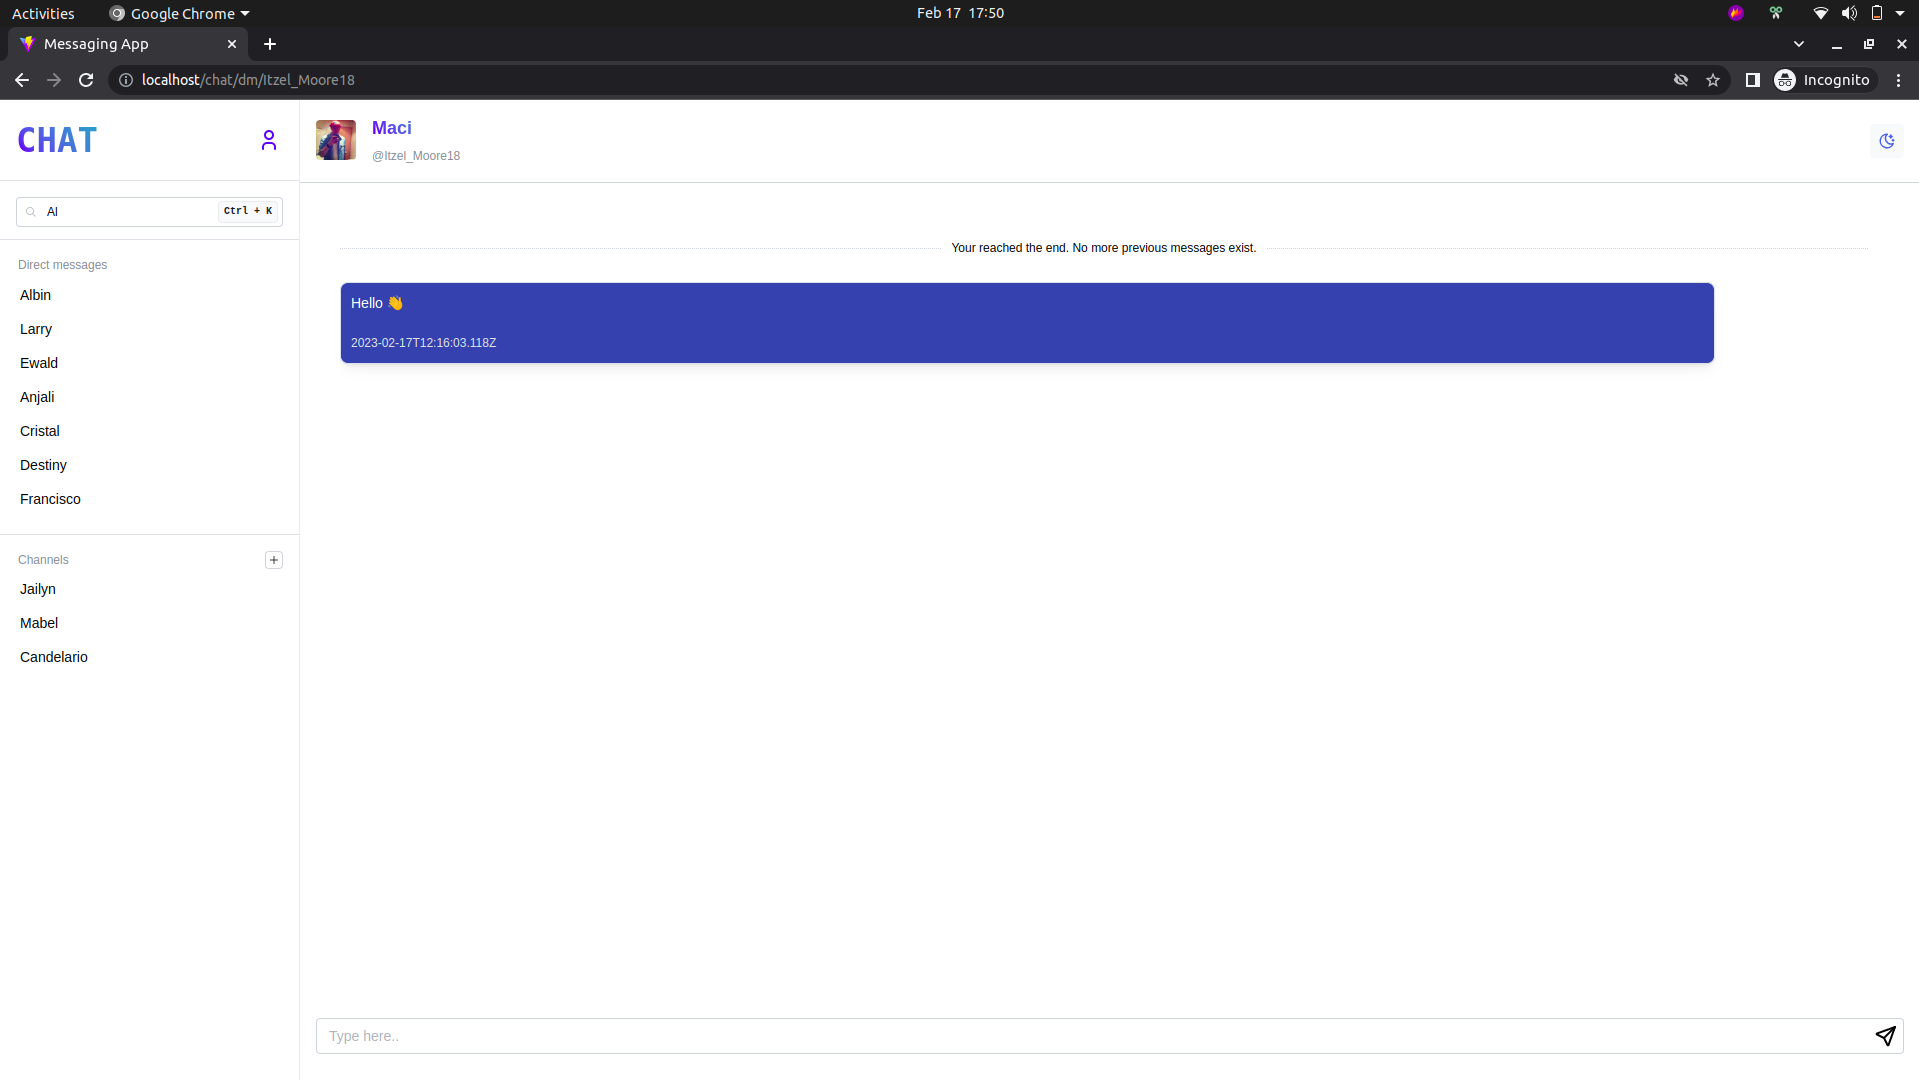 Activities
Google Chrome
Feb 17 17:50
Messaging App
localhost/chat/dm/Itzel_Moore18
Incognito
CHAT
Al
Ctrl + K
Direct messages
Albin
Larry
Ewald
Anjali
Cristal
Destiny
Francisco
Channels
Jailyn
Mabel
Candelario
Maci
@Itzel_Moore18
Your reached the end. No more previous messages exist.
Hello 👋
2023-02-17T12:16:03.118Z
Type here..